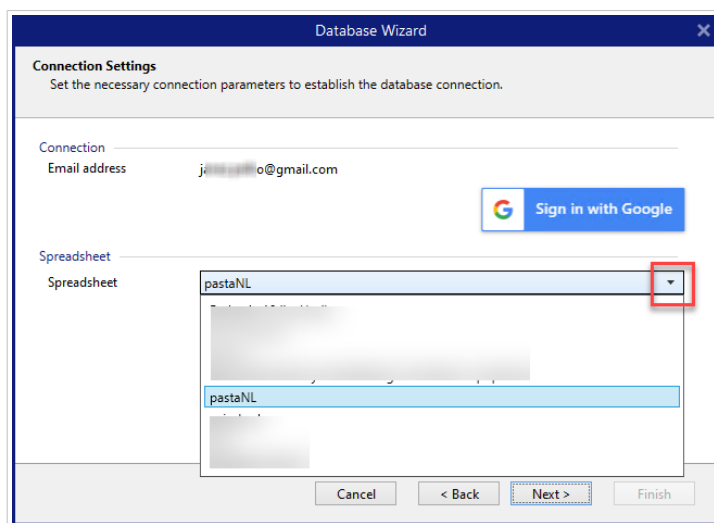 Database Wizard
Connection Settings
Set the necessary connection parameters to establish the database connection.
Connection
Email address
j o@gmail.com
Sign in with Google
Spreadsheet
Spreadsheet
pastaNL
pastaNL
Cancel
< Back
Next >
Finish